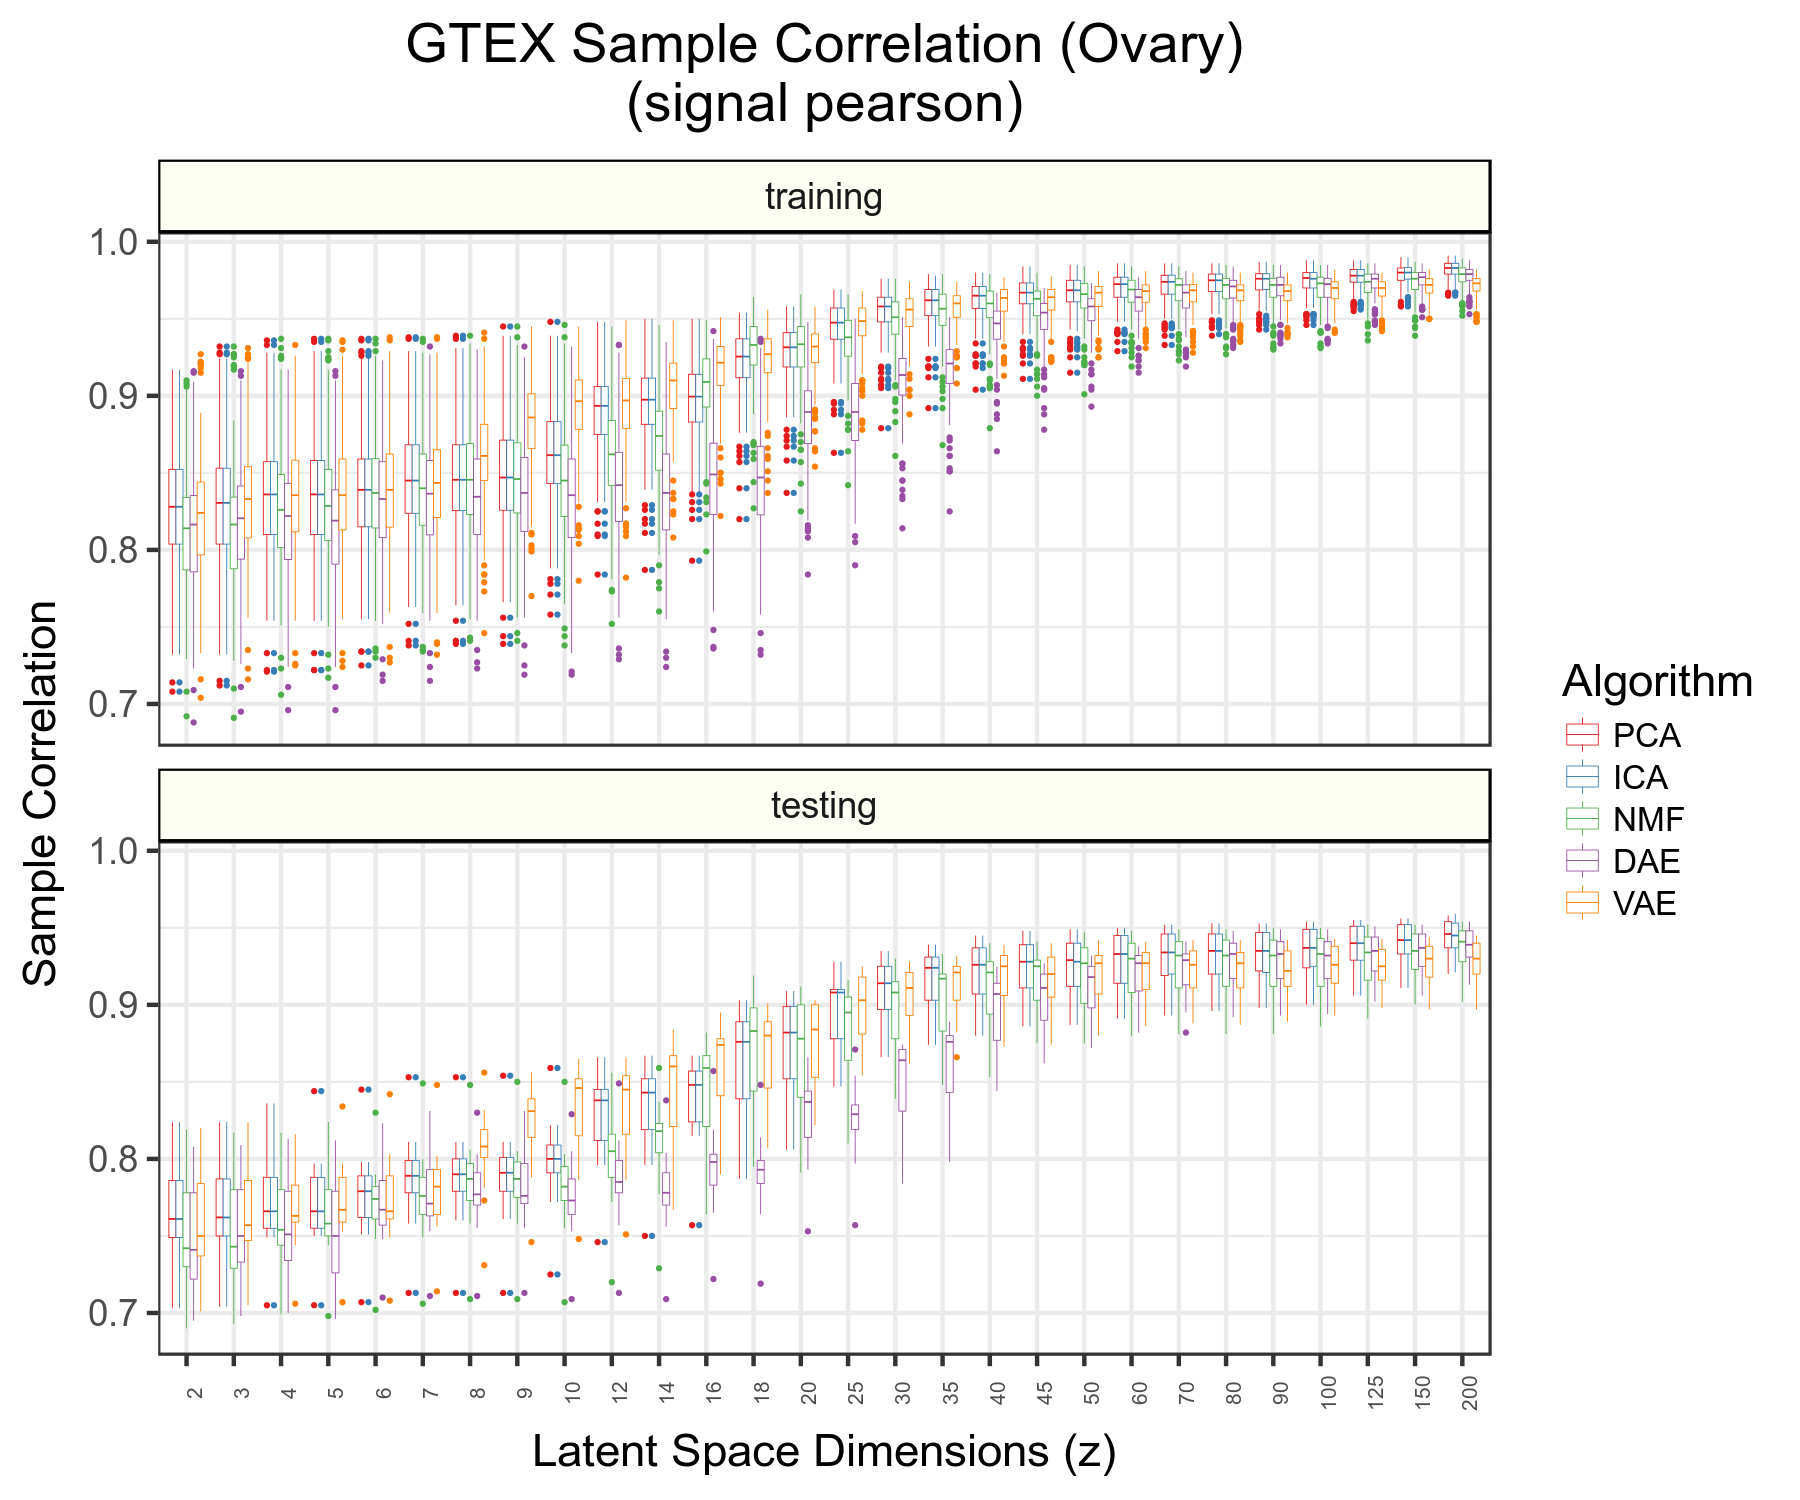 GTEX Sample Correlation (Ovary)
(signal pearson)
training
1.0
0.9
0.8
0.7
testing
1.0
0.9
0.8
0.7
Sample Correlation
2 3 4 5 6 7 8 9 10 12 14 16 18 20 25 30 35 40 45 50 60 70 80 90 100 125 150 200
Latent Space Dimensions (z)
Algorithm
PCA
ICA
NMF
DAE
VAE